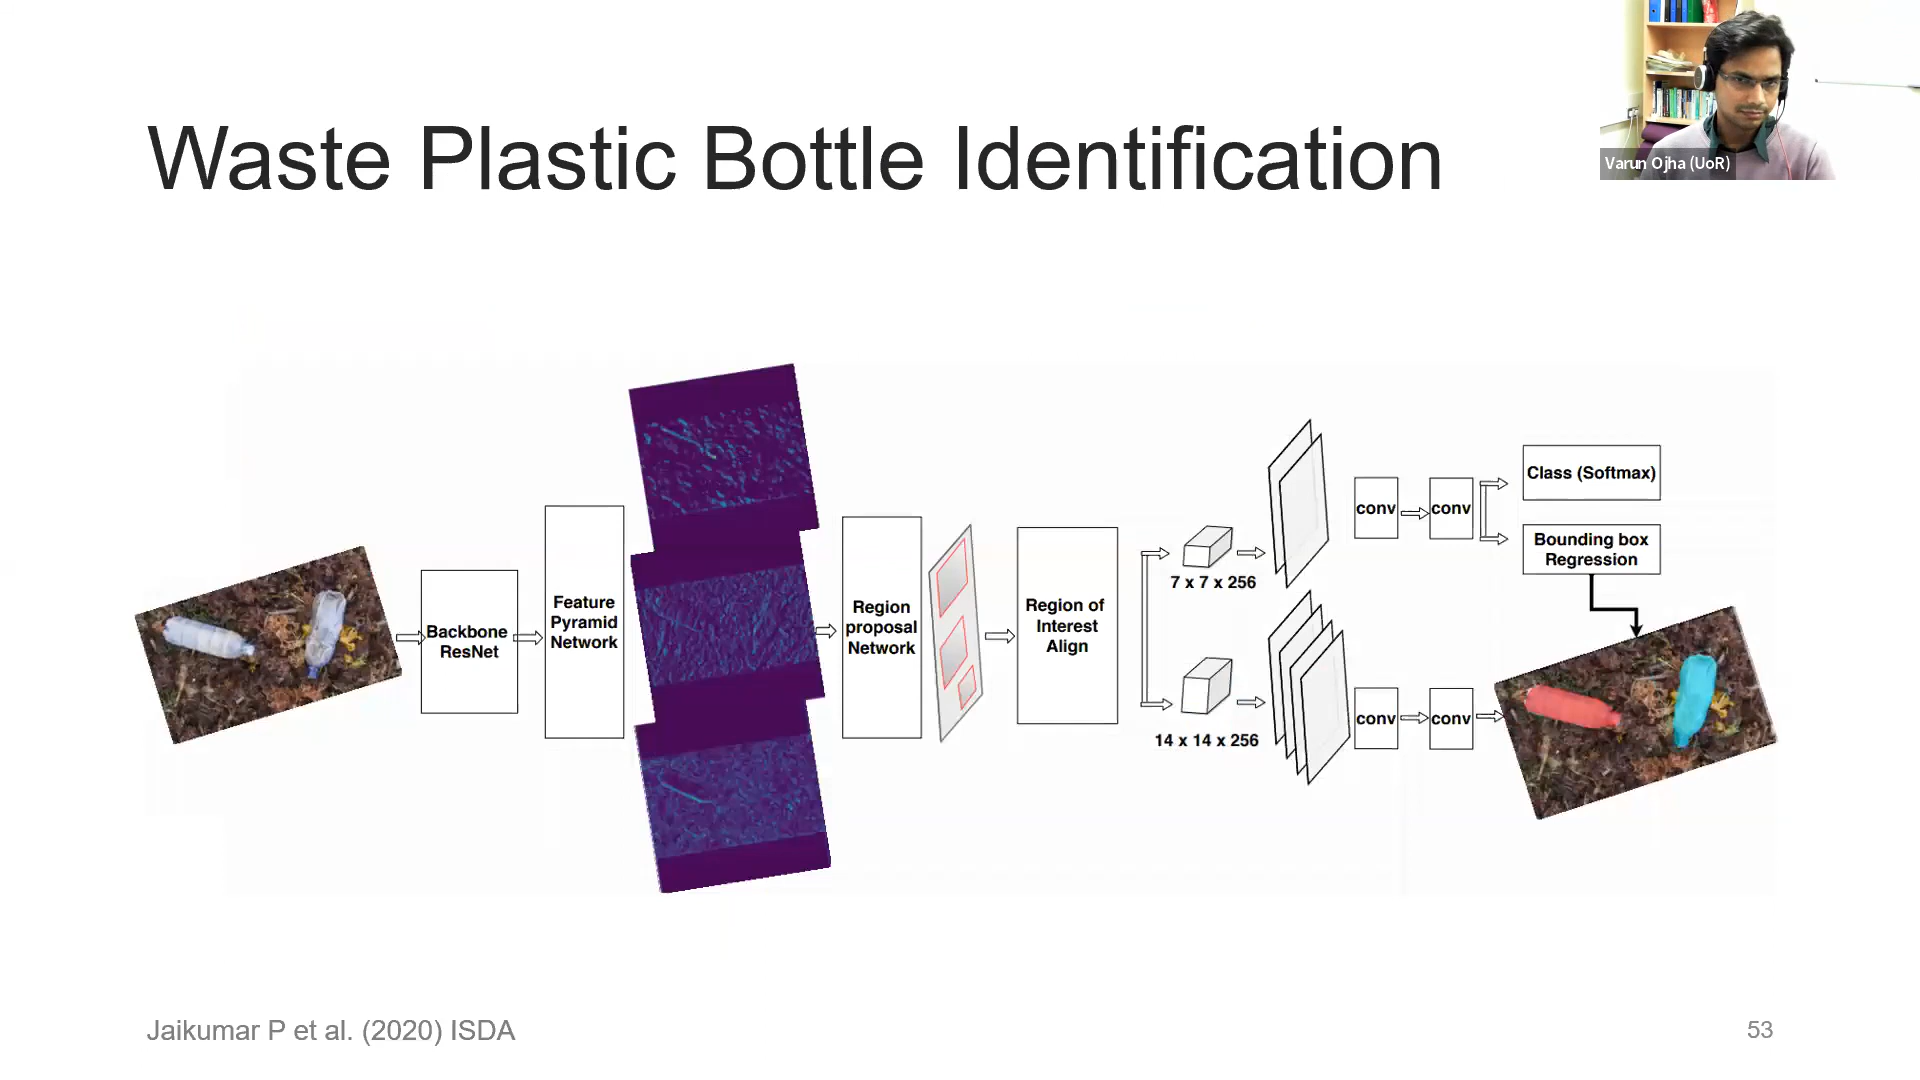 Waste Plastic Bottle Identification
Varun Ojha (UoR)
Backbone
ResNet
Feature
Pyramid
Network
Region
proposal
Network
Region of
Interest
Align
7 x 7 x 256
14 x 14 x 256
conv
conv
Class (Softmax)
Bounding box
Regression
conv
conv
Jaikumar P et al. (2020) ISDA
53